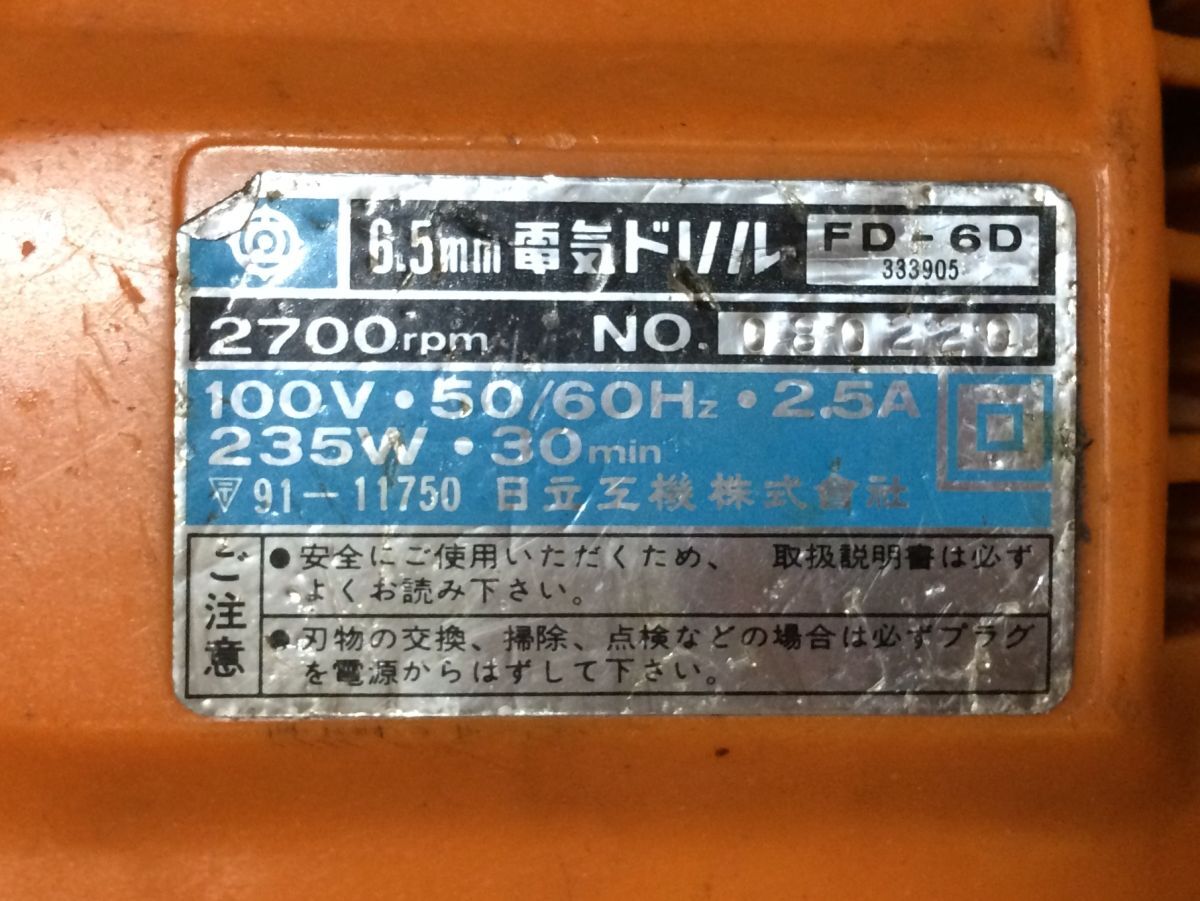 6.5mm 電気ドリル FD-6D
333905
2700rpm NO. 080220
100V・50/60Hz・2.5A
235W・30min
〒91-11750 日立工機株式会社
ご注意
●安全にご使用いただくため、 取扱説明書は必ず
よくお読み下さい。
●刃物の交換、掃除、点検などの場合は必ずプラグ
を電源からはずして下さい。